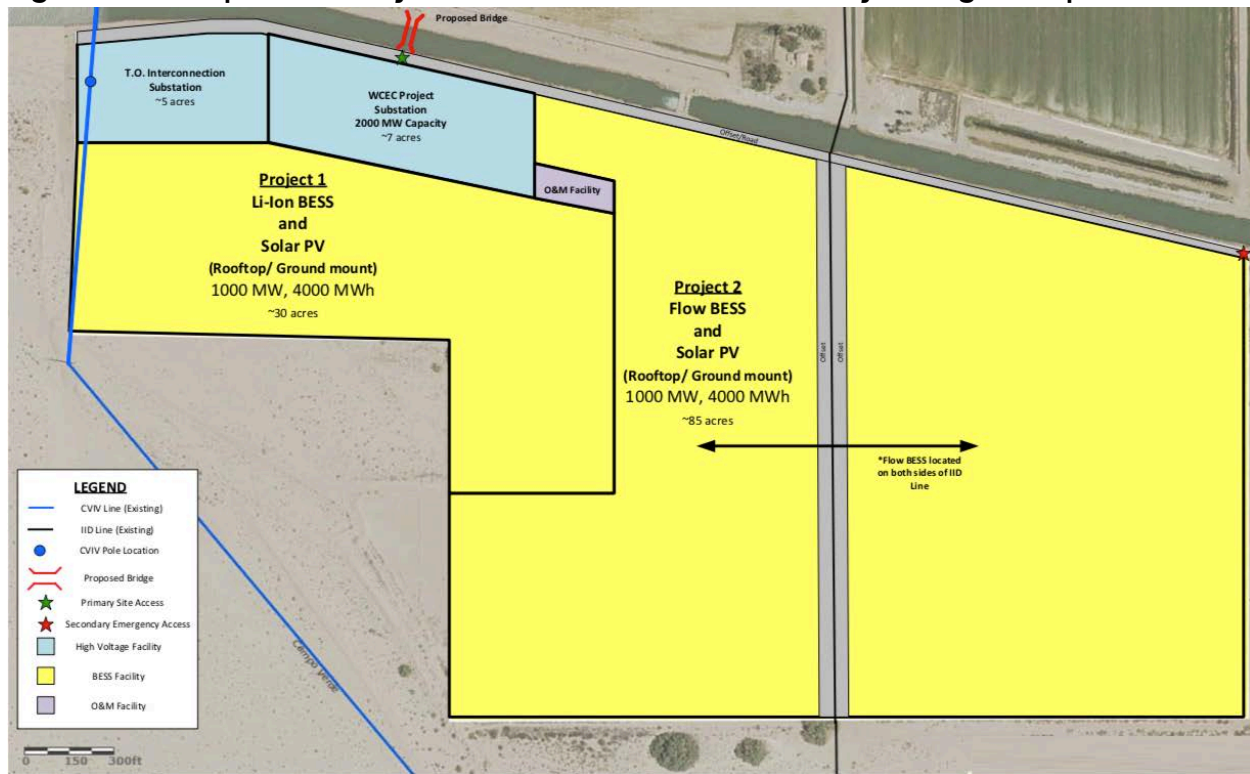 Proposed Bridge
T.O. Interconnection
Substation
~5 acres
WCEC Project
Substation
2000 MW Capacity
~7 acres
Offset/Road
O&M Facility
Project 1
Li-Ion BESS
and
Solar PV
(Rooftop/ Ground mount)
1000 MW, 4000 MWh
~30 acres
Project 2
Flow BESS
and
Solar PV
(Rooftop/ Ground mount)
1000 MW, 4000 MWh
~85 acres
Offset
Offset
*Flow BESS located
on both sides of IID
Line
LEGEND
CVIV Line (Existing)
IID Line (Existing)
CVIV Pole Location
Proposed Bridge
Primary Site Access
Secondary Emergency Access
High Voltage Facility
BESS Facility
O&M Facility
Campo Verde
0 150 300ft